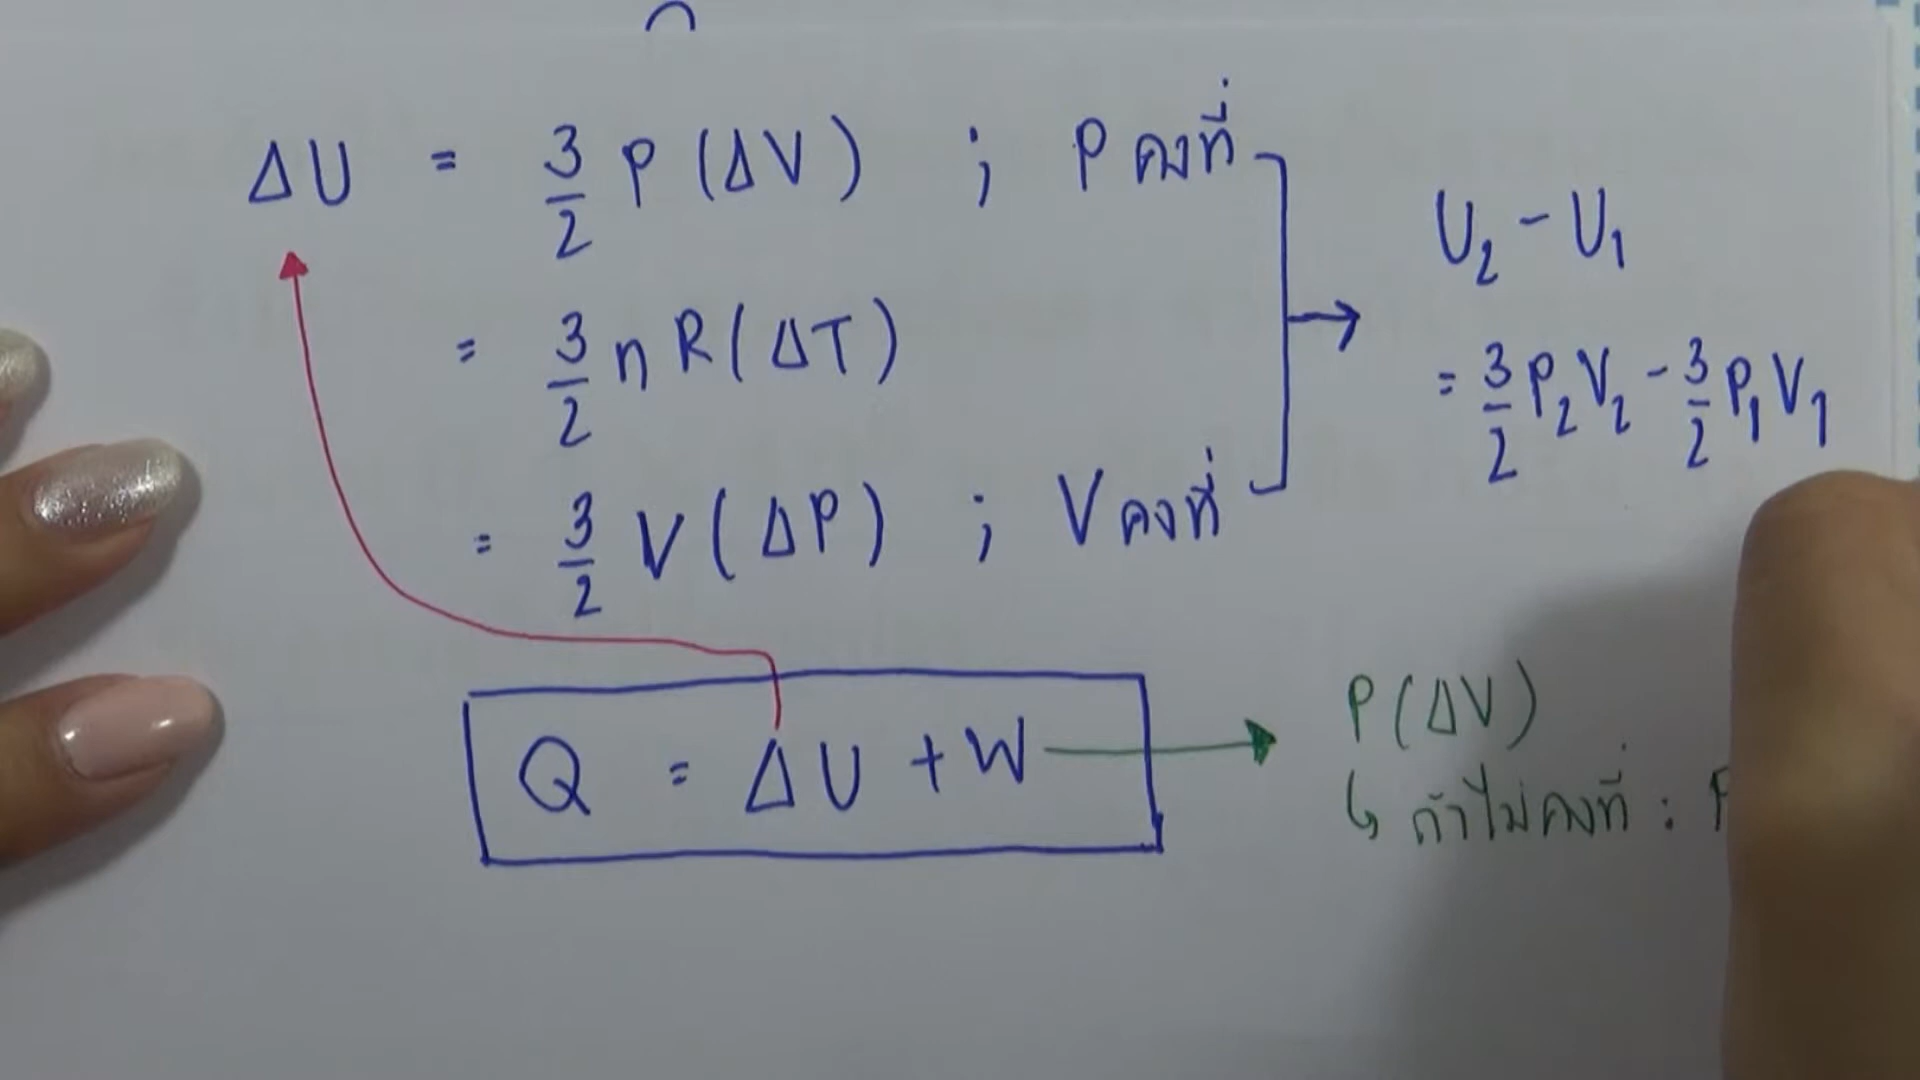 ΔU = 3/2 P (ΔV) ; P คงที่
= 3/2 n R (ΔT)
= 3/2 V (ΔP) ; V คงที่
U₂ - U₁
= 3/2 P₂V₂ - 3/2 P₁V₁
Q = ΔU + W
P (ΔV)
ถ้าไม่คงที่ :